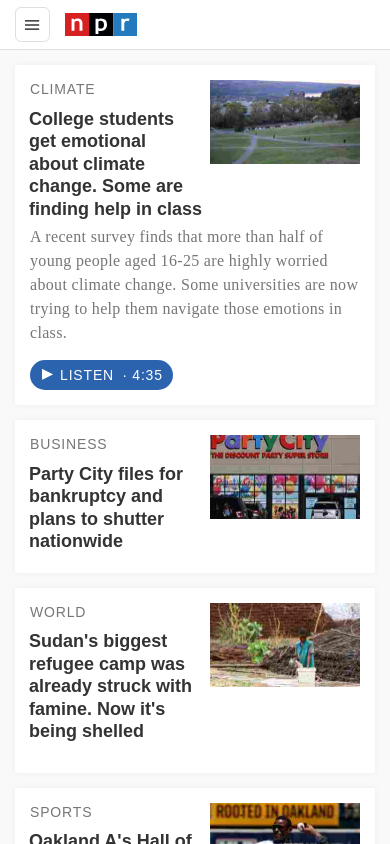 npr
CLIMATE
College students
get emotional
about climate
change. Some are
finding help in class
A recent survey finds that more than half of
young people aged 16-25 are highly worried
about climate change. Some universities are now
trying to help them navigate those emotions in
class.
LISTEN · 4:35
BUSINESS
Party City files for
bankruptcy and
plans to shutter
nationwide
Party City
THE DISCOUNT PARTY SUPER STORE
WORLD
Sudan's biggest
refugee camp was
already struck with
famine. Now it's
being shelled
SPORTS
Oakland A's Hall of
ROOTED IN OAKLAND